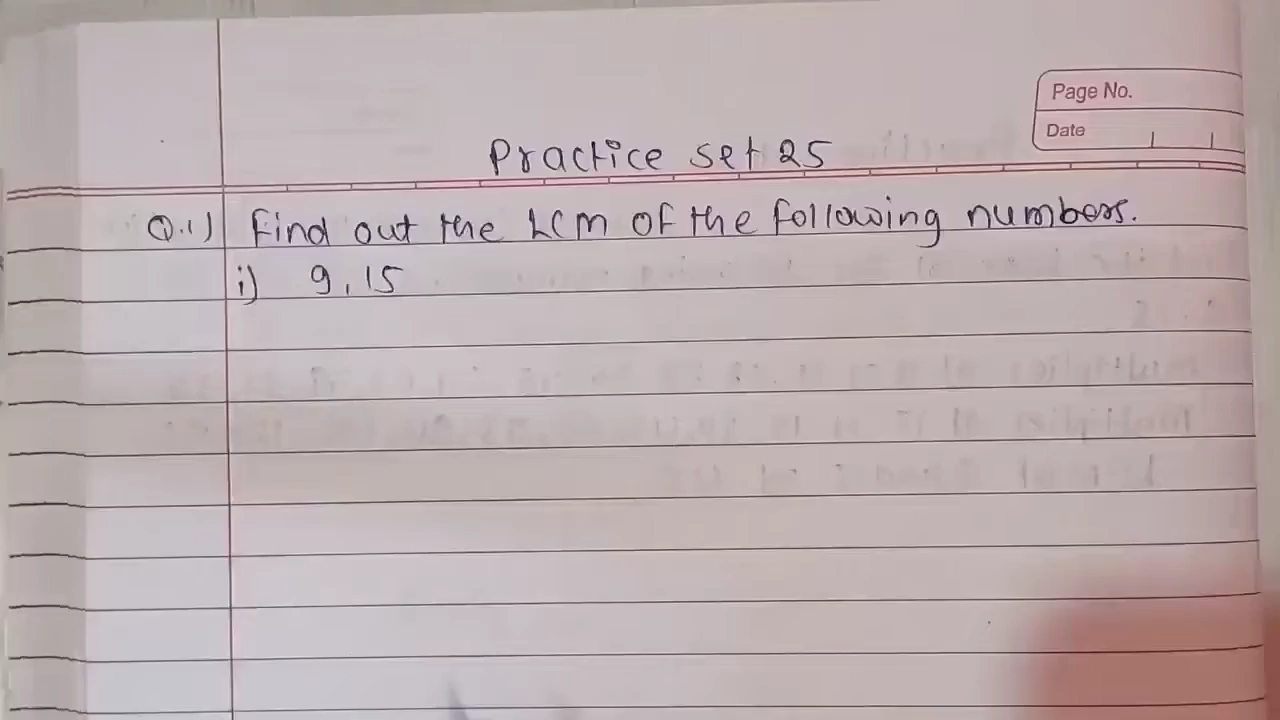 Page No.
Date
Practice set 25
Q.1) Find out the LCM of the following numbers.
i) 9, 15